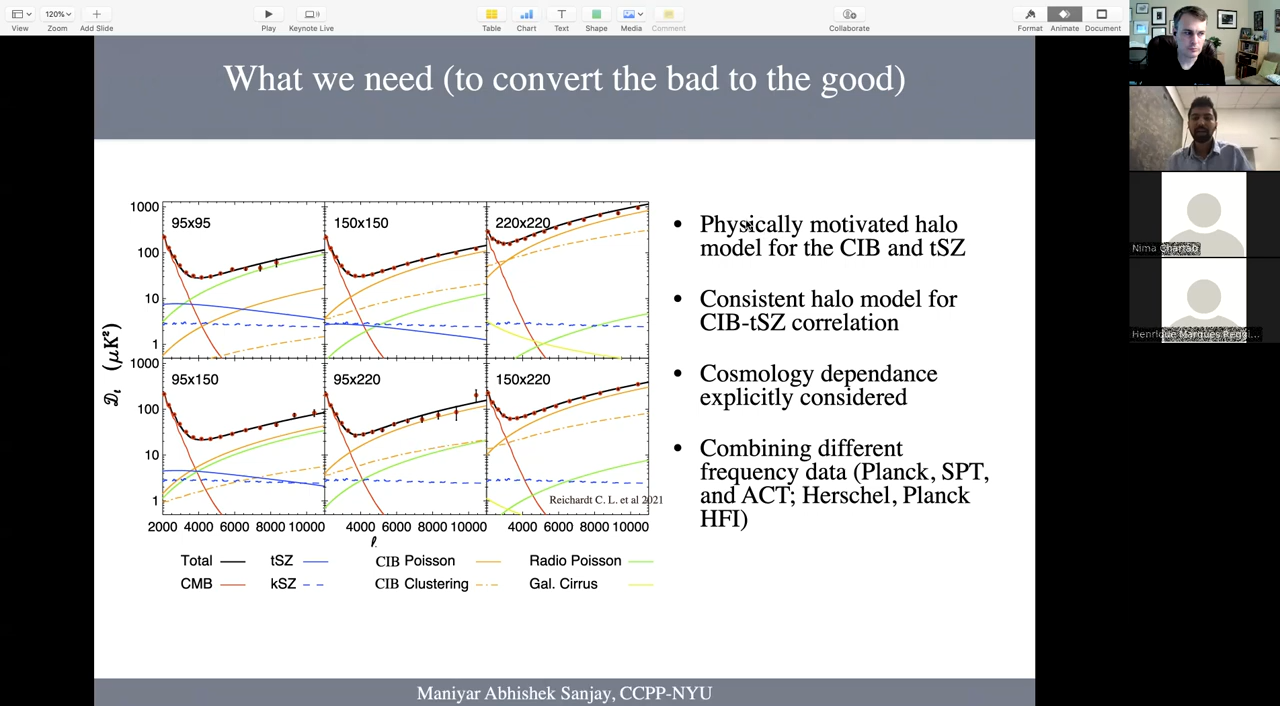 View
120%
Zoom
Add Slide
Play
Keynote Live
Table
Chart
Text
Shape
Media
Comment
Collaborate
Format
Animate
Document
What we need (to convert the bad to the good)
1000
100
10
1
1000
100
10
1
𝒟ℓ (μK²)
95x95
150x150
220x220
95x150
95x220
150x220
Reichardt C. L. et al 2021
2000 4000 6000 8000 10000
4000 6000 8000 10000
4000 6000 8000 10000
ℓ
Total
tSZ
CIB Poisson
Radio Poisson
CMB
kSZ
CIB Clustering
Gal. Cirrus
• Physically motivated halo
model for the CIB and tSZ
• Consistent halo model for
CIB-tSZ correlation
• Cosmology dependance
explicitly considered
• Combining different
frequency data (Planck, SPT,
and ACT; Herschel, Planck
HFI)
Maniyar Abhishek Sanjay, CCPP-NYU
Nima Chartab
Henrique Marques Reggi...